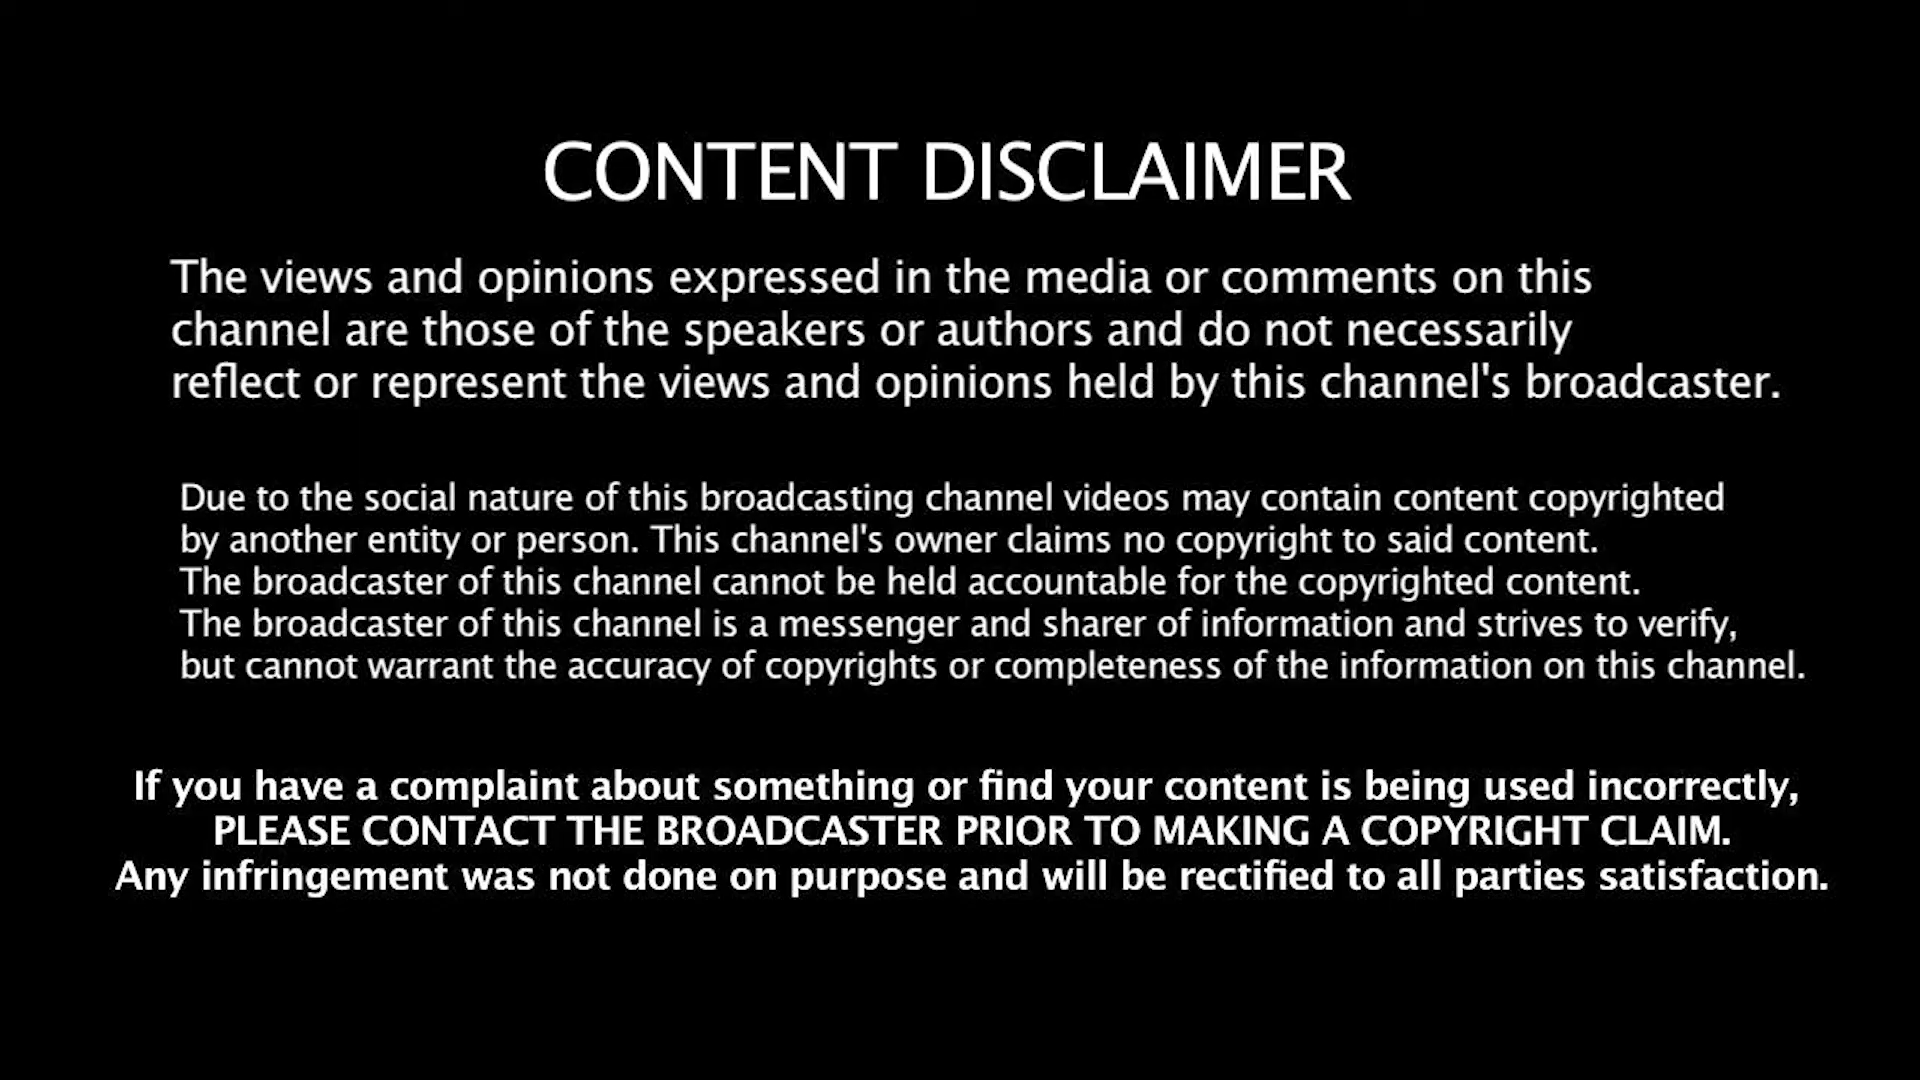 CONTENT DISCLAIMER
The views and opinions expressed in the media or comments on this
channel are those of the speakers or authors and do not necessarily
reflect or represent the views and opinions held by this channel's broadcaster.
Due to the social nature of this broadcasting channel videos may contain content copyrighted
by another entity or person. This channel's owner claims no copyright to said content.
The broadcaster of this channel cannot be held accountable for the copyrighted content.
The broadcaster of this channel is a messenger and sharer of information and strives to verify,
but cannot warrant the accuracy of copyrights or completeness of the information on this channel.
If you have a complaint about something or find your content is being used incorrectly,
PLEASE CONTACT THE BROADCASTER PRIOR TO MAKING A COPYRIGHT CLAIM.
Any infringement was not done on purpose and will be rectified to all parties satisfaction.